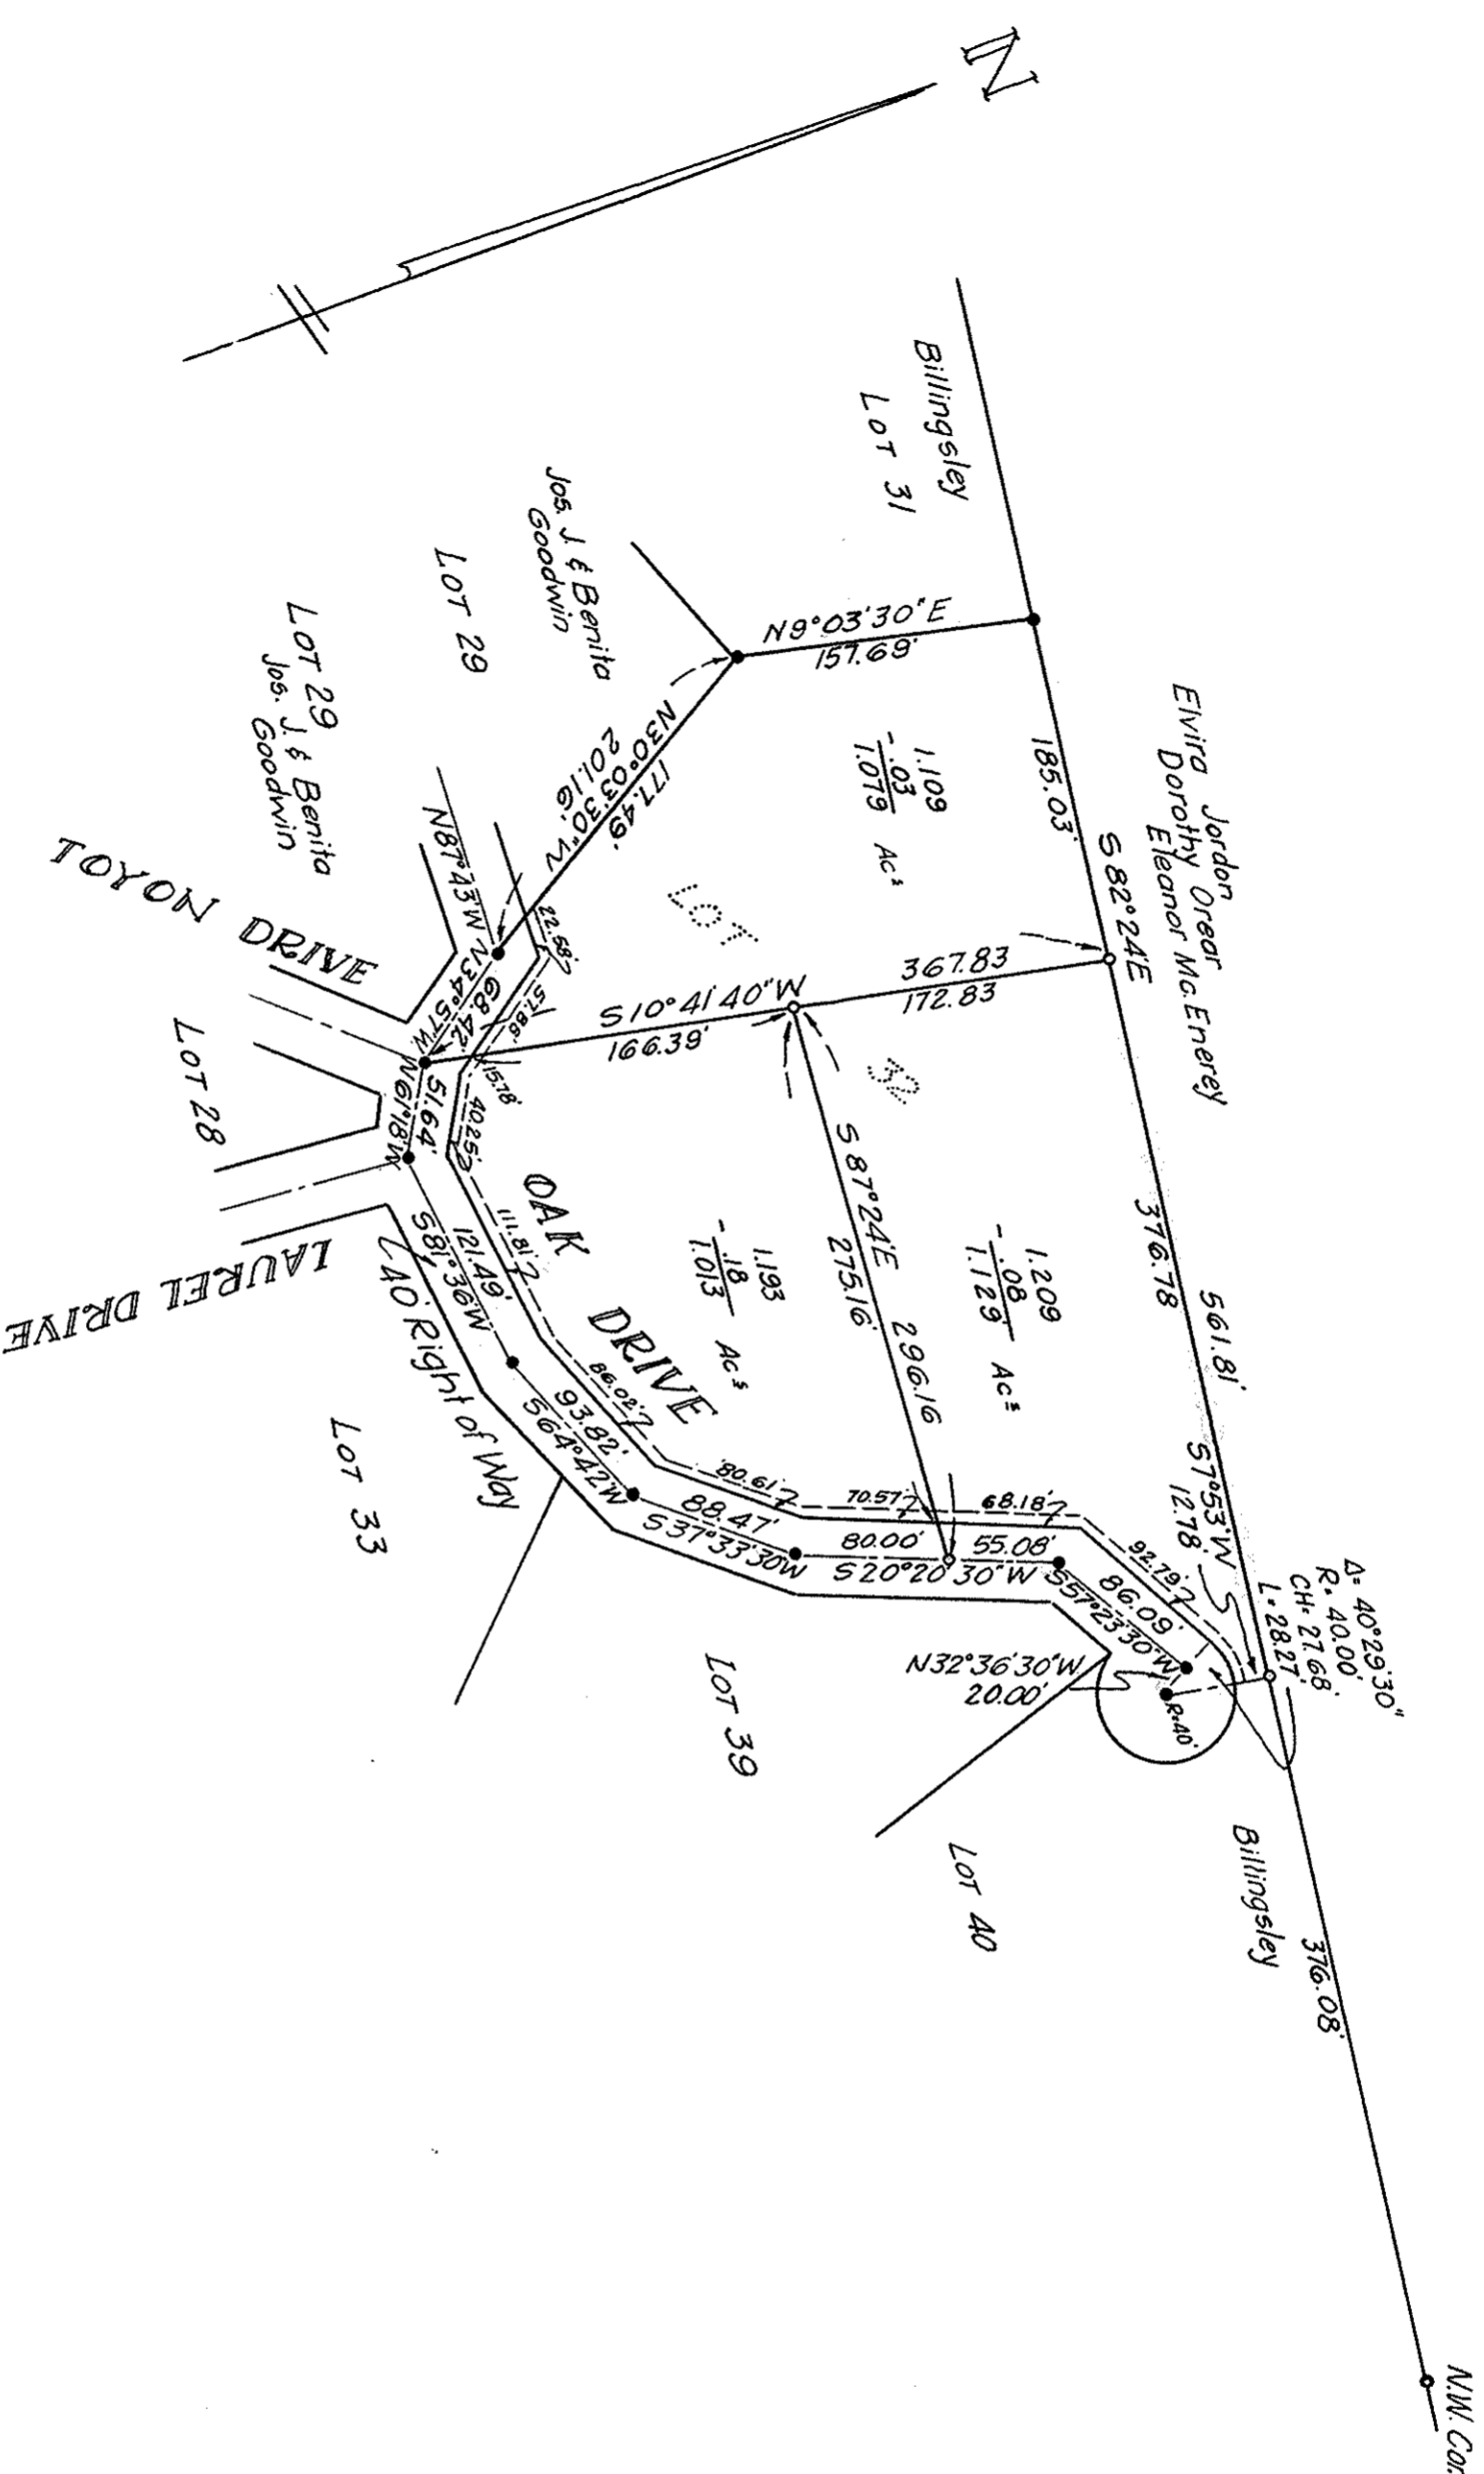 N
Billingsley
LOT 31
Jos. J. & Benita
Goodwin
LOT 29
LOT 29
Jos. J. & Benita
Goodwin
TOYON DRIVE
LOT 28
LAUREL DRIVE
N9°03'30"E
157.69'
185.03'
S82°24'E
Elvira Jordon
Dorothy Orear
Eleanor Mc.Enerey
1.109
- .03
1.079 Acs
N30°03'30"W
177.49'
201.16'
N87°43'W
N34°57'W
68.42'
22.58'
57.86'
15.78'
LOT
32
367.83
172.83
S10°41'40"W
166.39'
N61°18'W
51.64'
40.25'
OAK
DRIVE
111.81'
121.49'
S81°36'W
40' Right of Way
LOT 33
1.193
- .18
1.013 Acs
S87°24'E
275.16'
296.16
1.209
- .08
1.129 Acs
376.78
561.81'
86.02'
93.82'
S64°42'W
80.61'
88.47'
S37°33'30"W
70.57'
80.00'
68.18'
55.08'
S20°20'30"W
92.79'
86.09'
S57°23'30"W
S7°53'W
12.78'
Δ= 40°29'30"
R= 40.00'
CH= 27.68'
L= 28.27'
N32°36'30"W
20.00'
R=40'
LOT 39
LOT 40
Billingsley
376.08'
N.W. Cor.